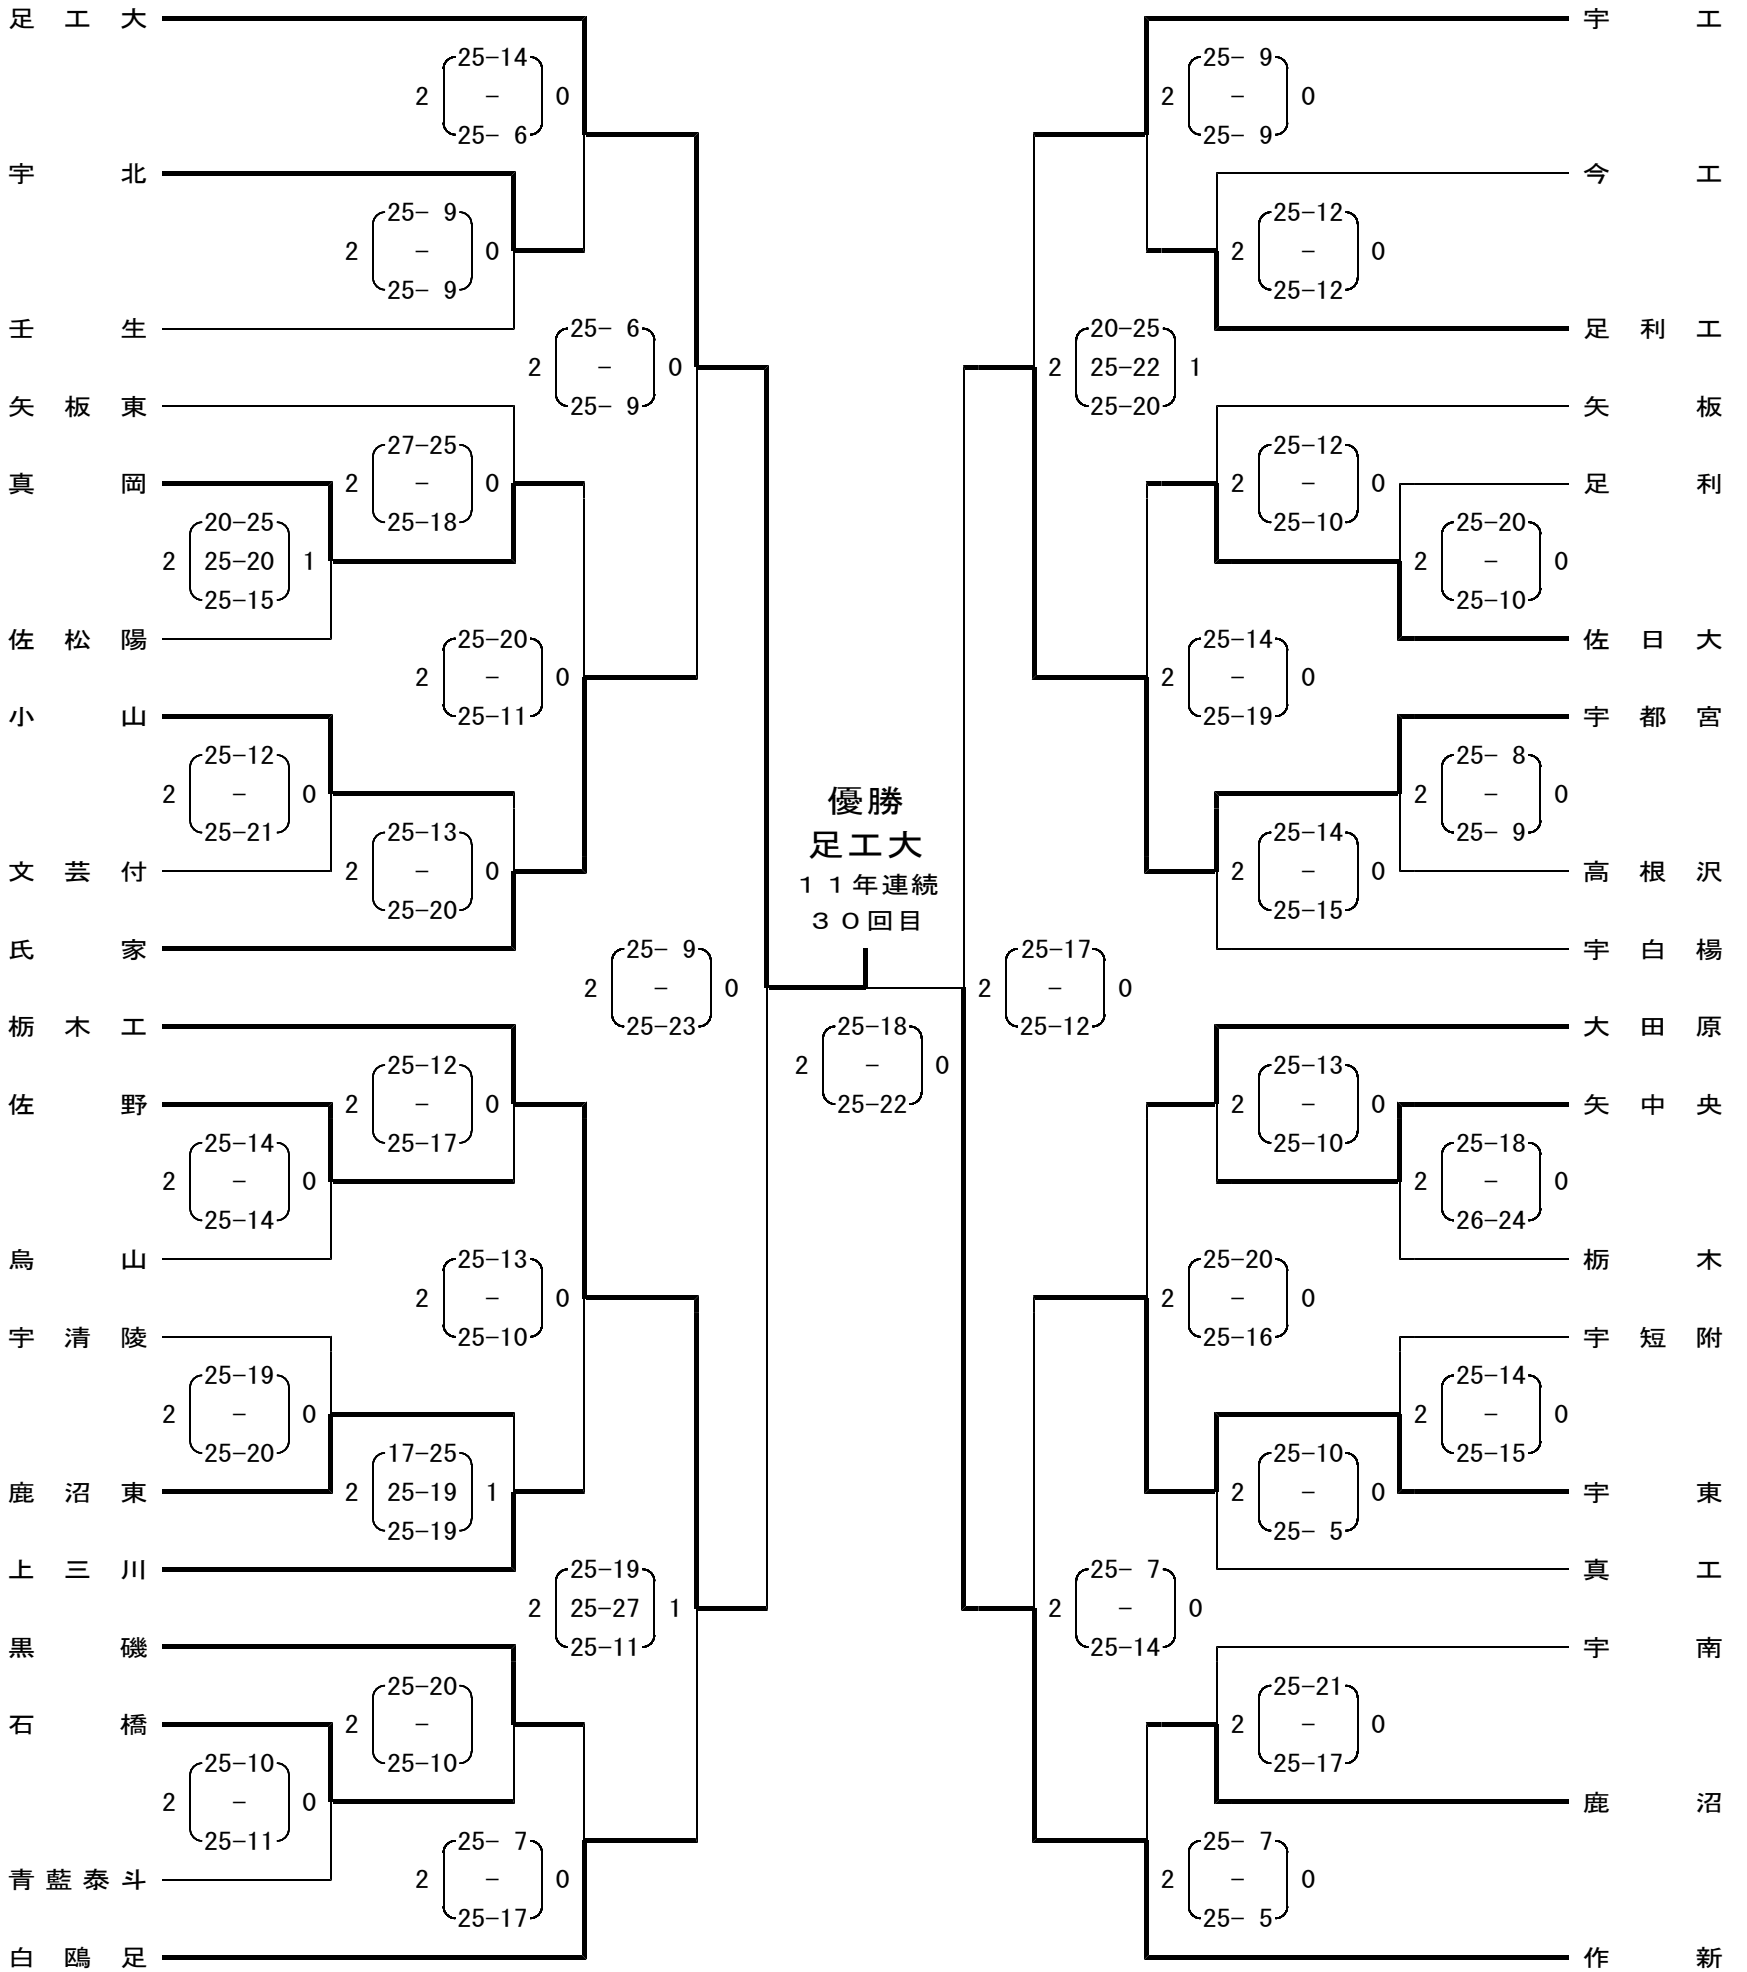 足工大
25-14
2 - 0
25- 6
宇北
25- 9
2 - 0
25- 9
壬生
25- 6
2 - 0
25- 9
矢板東
27-25
真岡
2 - 0
25-18
20-25
2 25-20 1
25-15
佐松陽
25-20
2 - 0
25-11
小山
25-12
2 - 0
25-21
25-13
文芸付
2 - 0
25-20
氏家
25- 9
2 - 0
25-23
栃木工
25-12
佐野
2 - 0
25-17
25-14
2 - 0
25-14
烏山
25-13
2 - 0
25-10
宇清陵
25-19
2 - 0
25-20
17-25
鹿沼東
2 25-19 1
25-19
上三川
25-19
2 25-27 1
25-11
黒磯
25-20
石橋
2 - 0
25-10
25-10
2 - 0
25-11
青藍泰斗
25- 7
2 - 0
25-17
白鴎足
優勝
足工大
11年連続
30回目
25-18
2 - 0
25-22
宇工
25- 9
2 - 0
25- 9
今工
25-12
2 - 0
25-12
足利工
20-25
2 25-22 1
25-20
矢板
25-12
2 - 0
25-10
足利
25-20
2 - 0
25-10
佐日大
25-14
2 - 0
25-19
宇都宮
25- 8
2 - 0
25- 9
25-14
2 - 0
25-15
高根沢
宇白楊
25-17
2 - 0
25-12
大田原
25-13
2 - 0
25-10
矢中央
25-18
2 - 0
26-24
栃木
25-20
2 - 0
25-16
宇短附
25-14
2 - 0
25-15
25-10
2 - 0
25- 5
宇東
真工
25- 7
2 - 0
25-14
宇南
25-21
2 - 0
25-17
鹿沼
25- 7
2 - 0
25- 5
作新